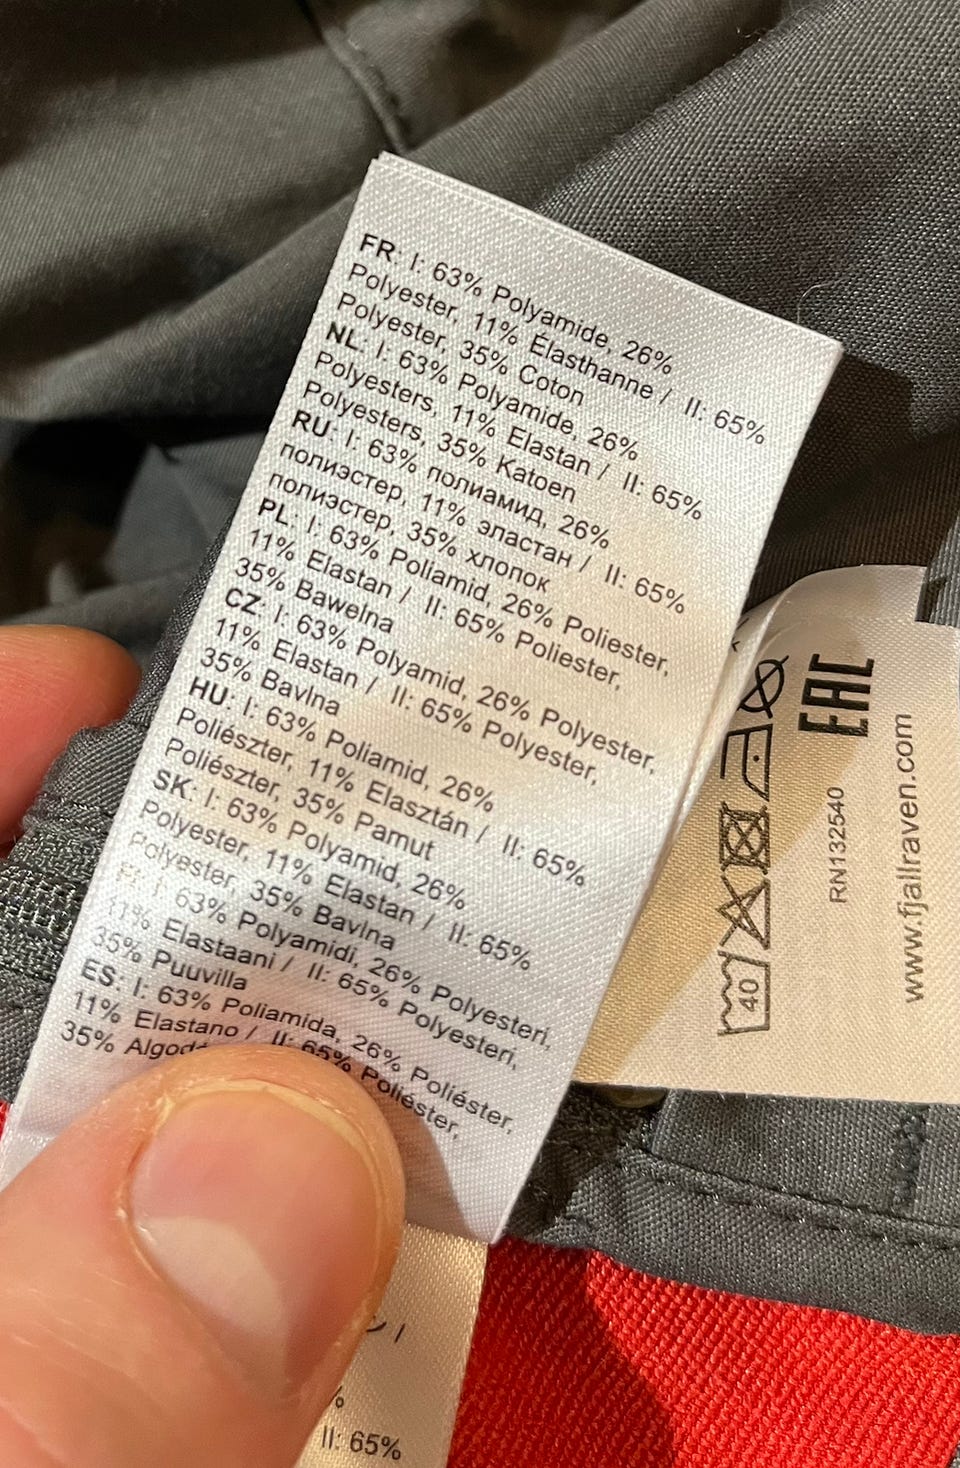 FR: I: 63% Polyamide, 26%
Polyester, 11% Élasthanne / II: 65%
Polyester, 35% Coton
NL: I: 63% Polyamide, 26%
Polyesters, 11% Elastan / II: 65%
Polyesters, 35% Katoen
RU: I: 63% полиамид, 26%
полиэстер, 11% эластан / II: 65%
полиэстер, 35% хлопок
PL: I: 63% Poliamid, 26% Poliester,
11% Elastan / II: 65% Poliester,
35% Bawełna
CZ: I: 63% Polyamid, 26% Polyester,
11% Elastan / II: 65% Polyester,
35% Bavlna
HU: I: 63% Poliamid, 26%
Poliészter, 11% Elasztán / II: 65%
Poliészter, 35% Pamut
SK: I: 63% Polyamid, 26%
Polyester, 11% Elastan / II: 65%
Polyester, 35% Bavlna
FI: I: 63% Polyamidi, 26% Polyesteri,
11% Elastaani / II: 65% Polyesteri,
35% Puuvilla
ES: I: 63% Poliamida, 26% Poliéster,
11% Elastano / II: 65% Poliéster,
35%
40
EAC
RN132540
www.fjallraven.com
%
II: 65%